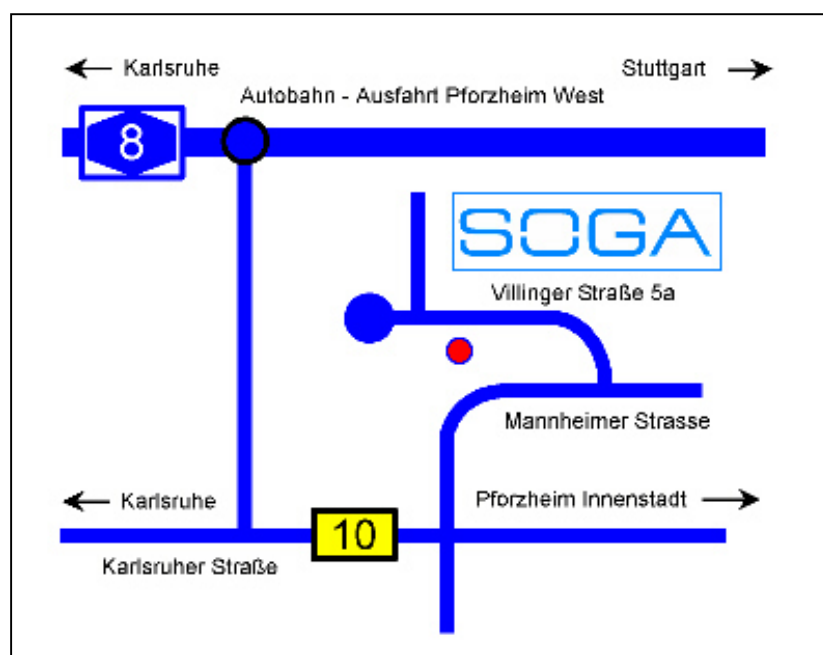 Karlsruhe
Stuttgart
Autobahn - Ausfahrt Pforzheim West
8
SOGA
Villinger Straße 5a
Mannheimer Strasse
Karlsruhe
Pforzheim Innenstadt
10
Karlsruher Straße